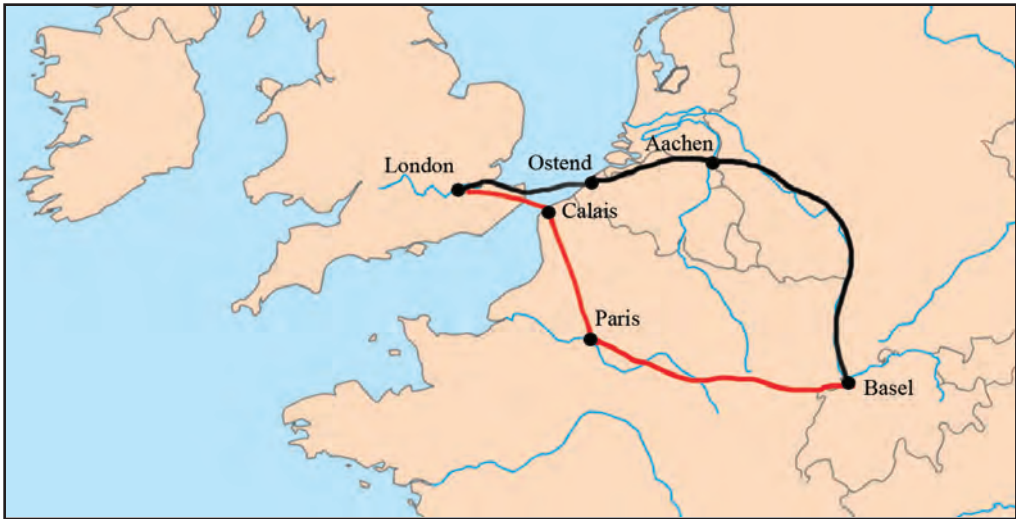 Aachen
London
Ostend
Calais
Paris
Basel